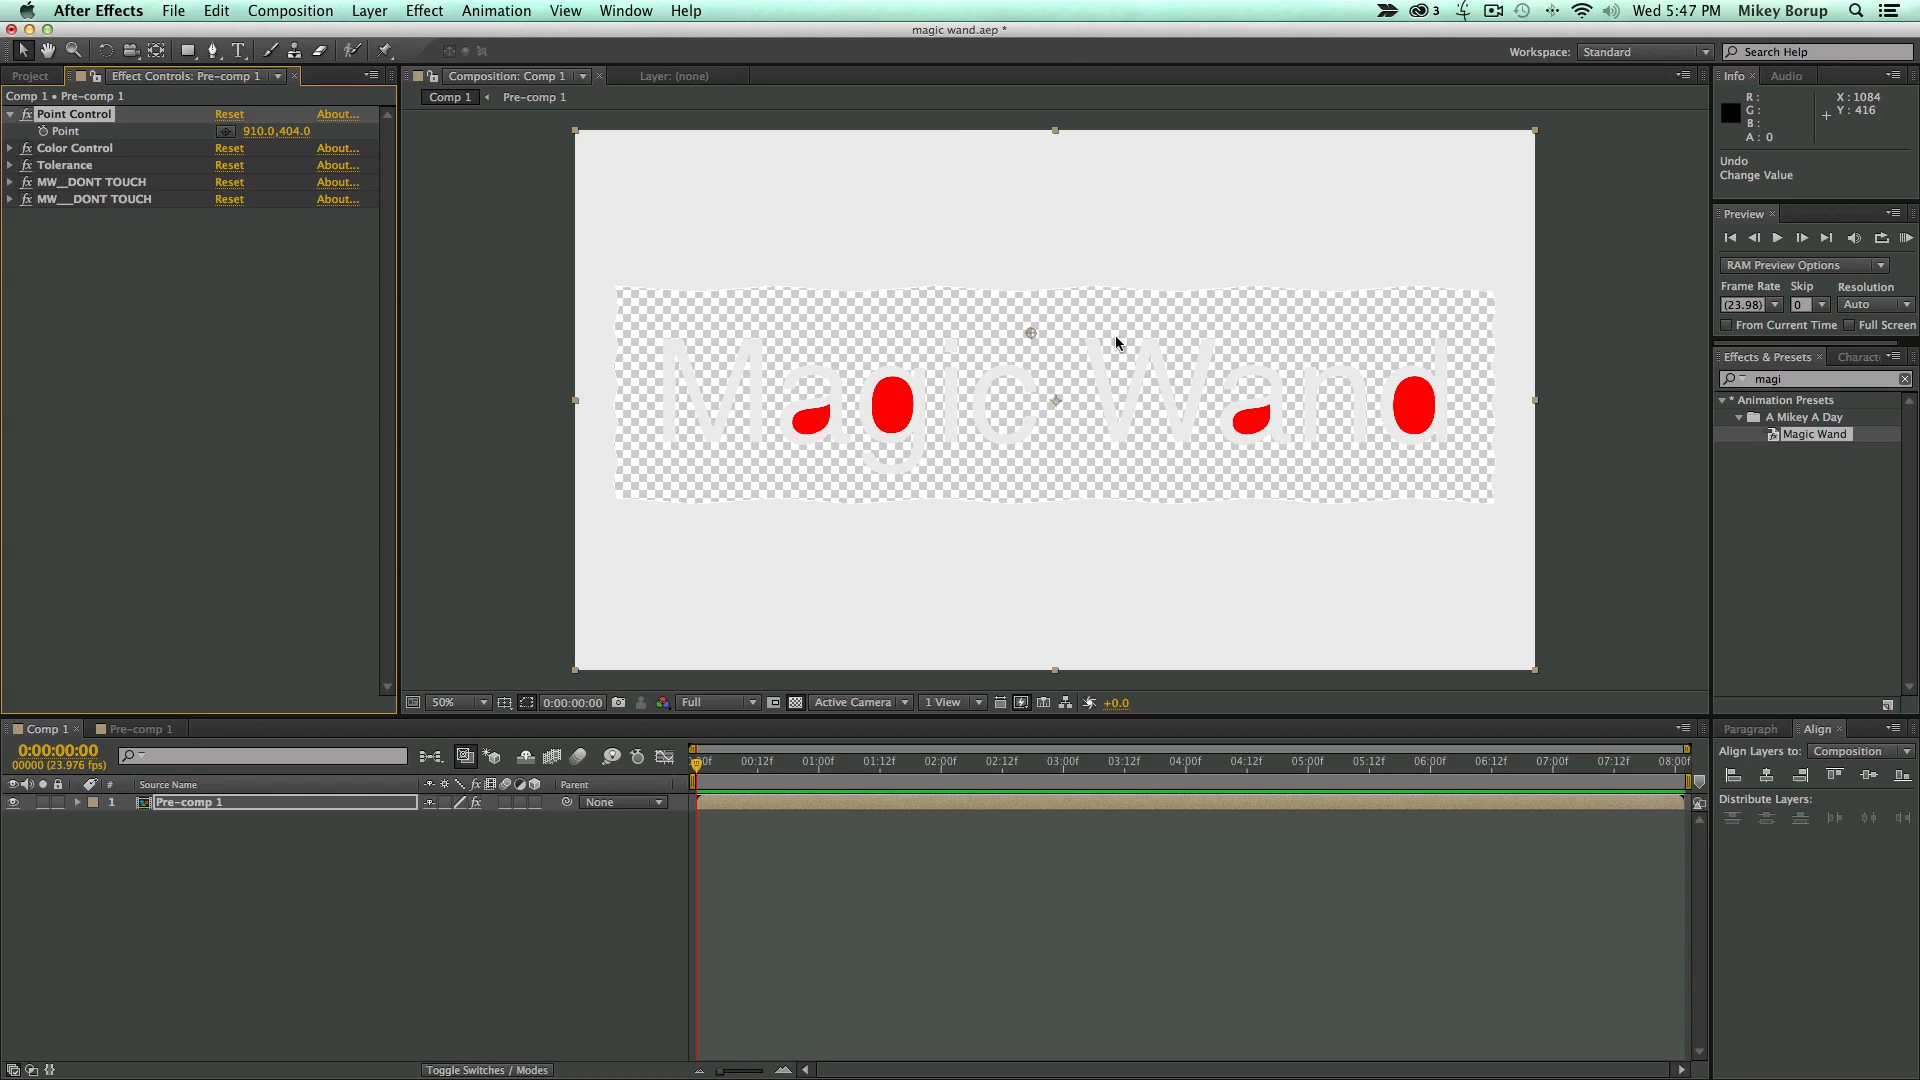 After Effects File Edit Composition Layer Effect Animation View Window Help 3 Wed 5:47 PM Mikey Borup
magic wand.aep *
Workspace: Standard Search Help
Project Effect Controls: Pre-comp 1 Composition: Comp 1 Layer: (none) Info Audio
Comp 1 • Pre-comp 1 Comp 1 Pre-comp 1
Point Control Reset About...
Point 910.0,404.0
Color Control Reset About...
Tolerance Reset About...
MW__DONT TOUCH Reset About...
MW___DONT TOUCH Reset About...
Magic Wand
R:
G:
B:
A: 0
X: 1084
Y: 416
Undo
Change Value
Preview
RAM Preview Options
Frame Rate Skip Resolution
(23.98) 0 Auto
From Current Time Full Screen
Effects & Presets Charact
magi
* Animation Presets
A Mikey A Day
Magic Wand
50% 0:00:00:00 Full Active Camera 1 View +0.0
Comp 1 Pre-comp 1
0:00:00:00
00000 (23.976 fps)
# Source Name Parent
1 Pre-comp 1 None
0f 00:12f 01:00f 01:12f 02:00f 02:12f 03:00f 03:12f 04:00f 04:12f 05:00f 05:12f 06:00f 06:12f 07:00f 07:12f 08:00f
Paragraph Align
Align Layers to: Composition
Distribute Layers:
Toggle Switches / Modes